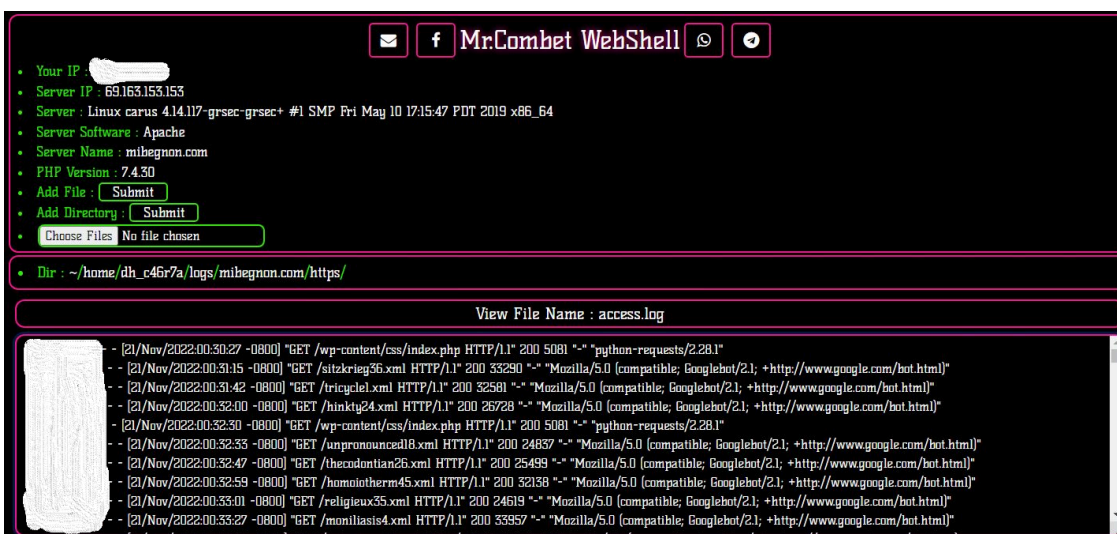 Mr.Combet WebShell
Your IP :
Server IP : 69.163.153.153
Server : Linux carus 4.14.117-grsec-grsec+ #1 SMP Fri May 10 17:15:47 PDT 2019 x86_64
Server Software : Apache
Server Name : mibegnon.com
PHP Version : 7.4.30
Add File : Submit
Add Directory : Submit
Choose Files No file chosen
Dir : ~/home/dh_c46r7a/logs/mibegnon.com/https/
View File Name : access.log
- - [21/Nov/2022:00:30:27 -0800] "GET /wp-content/css/index.php HTTP/1.1" 200 5081 "-" "python-requests/2.28.1"
- - [21/Nov/2022:00:31:15 -0800] "GET /sitzkrieg36.xml HTTP/1.1" 200 33290 "-" "Mozilla/5.0 (compatible; Googlebot/2.1; +http://www.google.com/bot.html)"
- - [21/Nov/2022:00:31:42 -0800] "GET /tricycle1.xml HTTP/1.1" 200 32581 "-" "Mozilla/5.0 (compatible; Googlebot/2.1; +http://www.google.com/bot.html)"
- - [21/Nov/2022:00:32:00 -0800] "GET /hinkty24.xml HTTP/1.1" 200 26728 "-" "Mozilla/5.0 (compatible; Googlebot/2.1; +http://www.google.com/bot.html)"
- [21/Nov/2022:00:32:30 -0800] "GET /wp-content/css/index.php HTTP/1.1" 200 5081 "-" "python-requests/2.28.1"
- - [21/Nov/2022:00:32:33 -0800] "GET /unpronounced18.xml HTTP/1.1" 200 24837 "-" "Mozilla/5.0 (compatible; Googlebot/2.1; +http://www.google.com/bot.html)"
- - [21/Nov/2022:00:32:47 -0800] "GET /thecodontian26.xml HTTP/1.1" 200 25499 "-" "Mozilla/5.0 (compatible; Googlebot/2.1; +http://www.google.com/bot.html)"
- - [21/Nov/2022:00:32:59 -0800] "GET /homoiotherm45.xml HTTP/1.1" 200 32138 "-" "Mozilla/5.0 (compatible; Googlebot/2.1; +http://www.google.com/bot.html)"
- - [21/Nov/2022:00:33:01 -0800] "GET /religieux35.xml HTTP/1.1" 200 24619 "-" "Mozilla/5.0 (compatible; Googlebot/2.1; +http://www.google.com/bot.html)"
- - [21/Nov/2022:00:33:27 -0800] "GET /moniliasis4.xml HTTP/1.1" 200 33957 "-" "Mozilla/5.0 (compatible; Googlebot/2.1; +http://www.google.com/bot.html)"